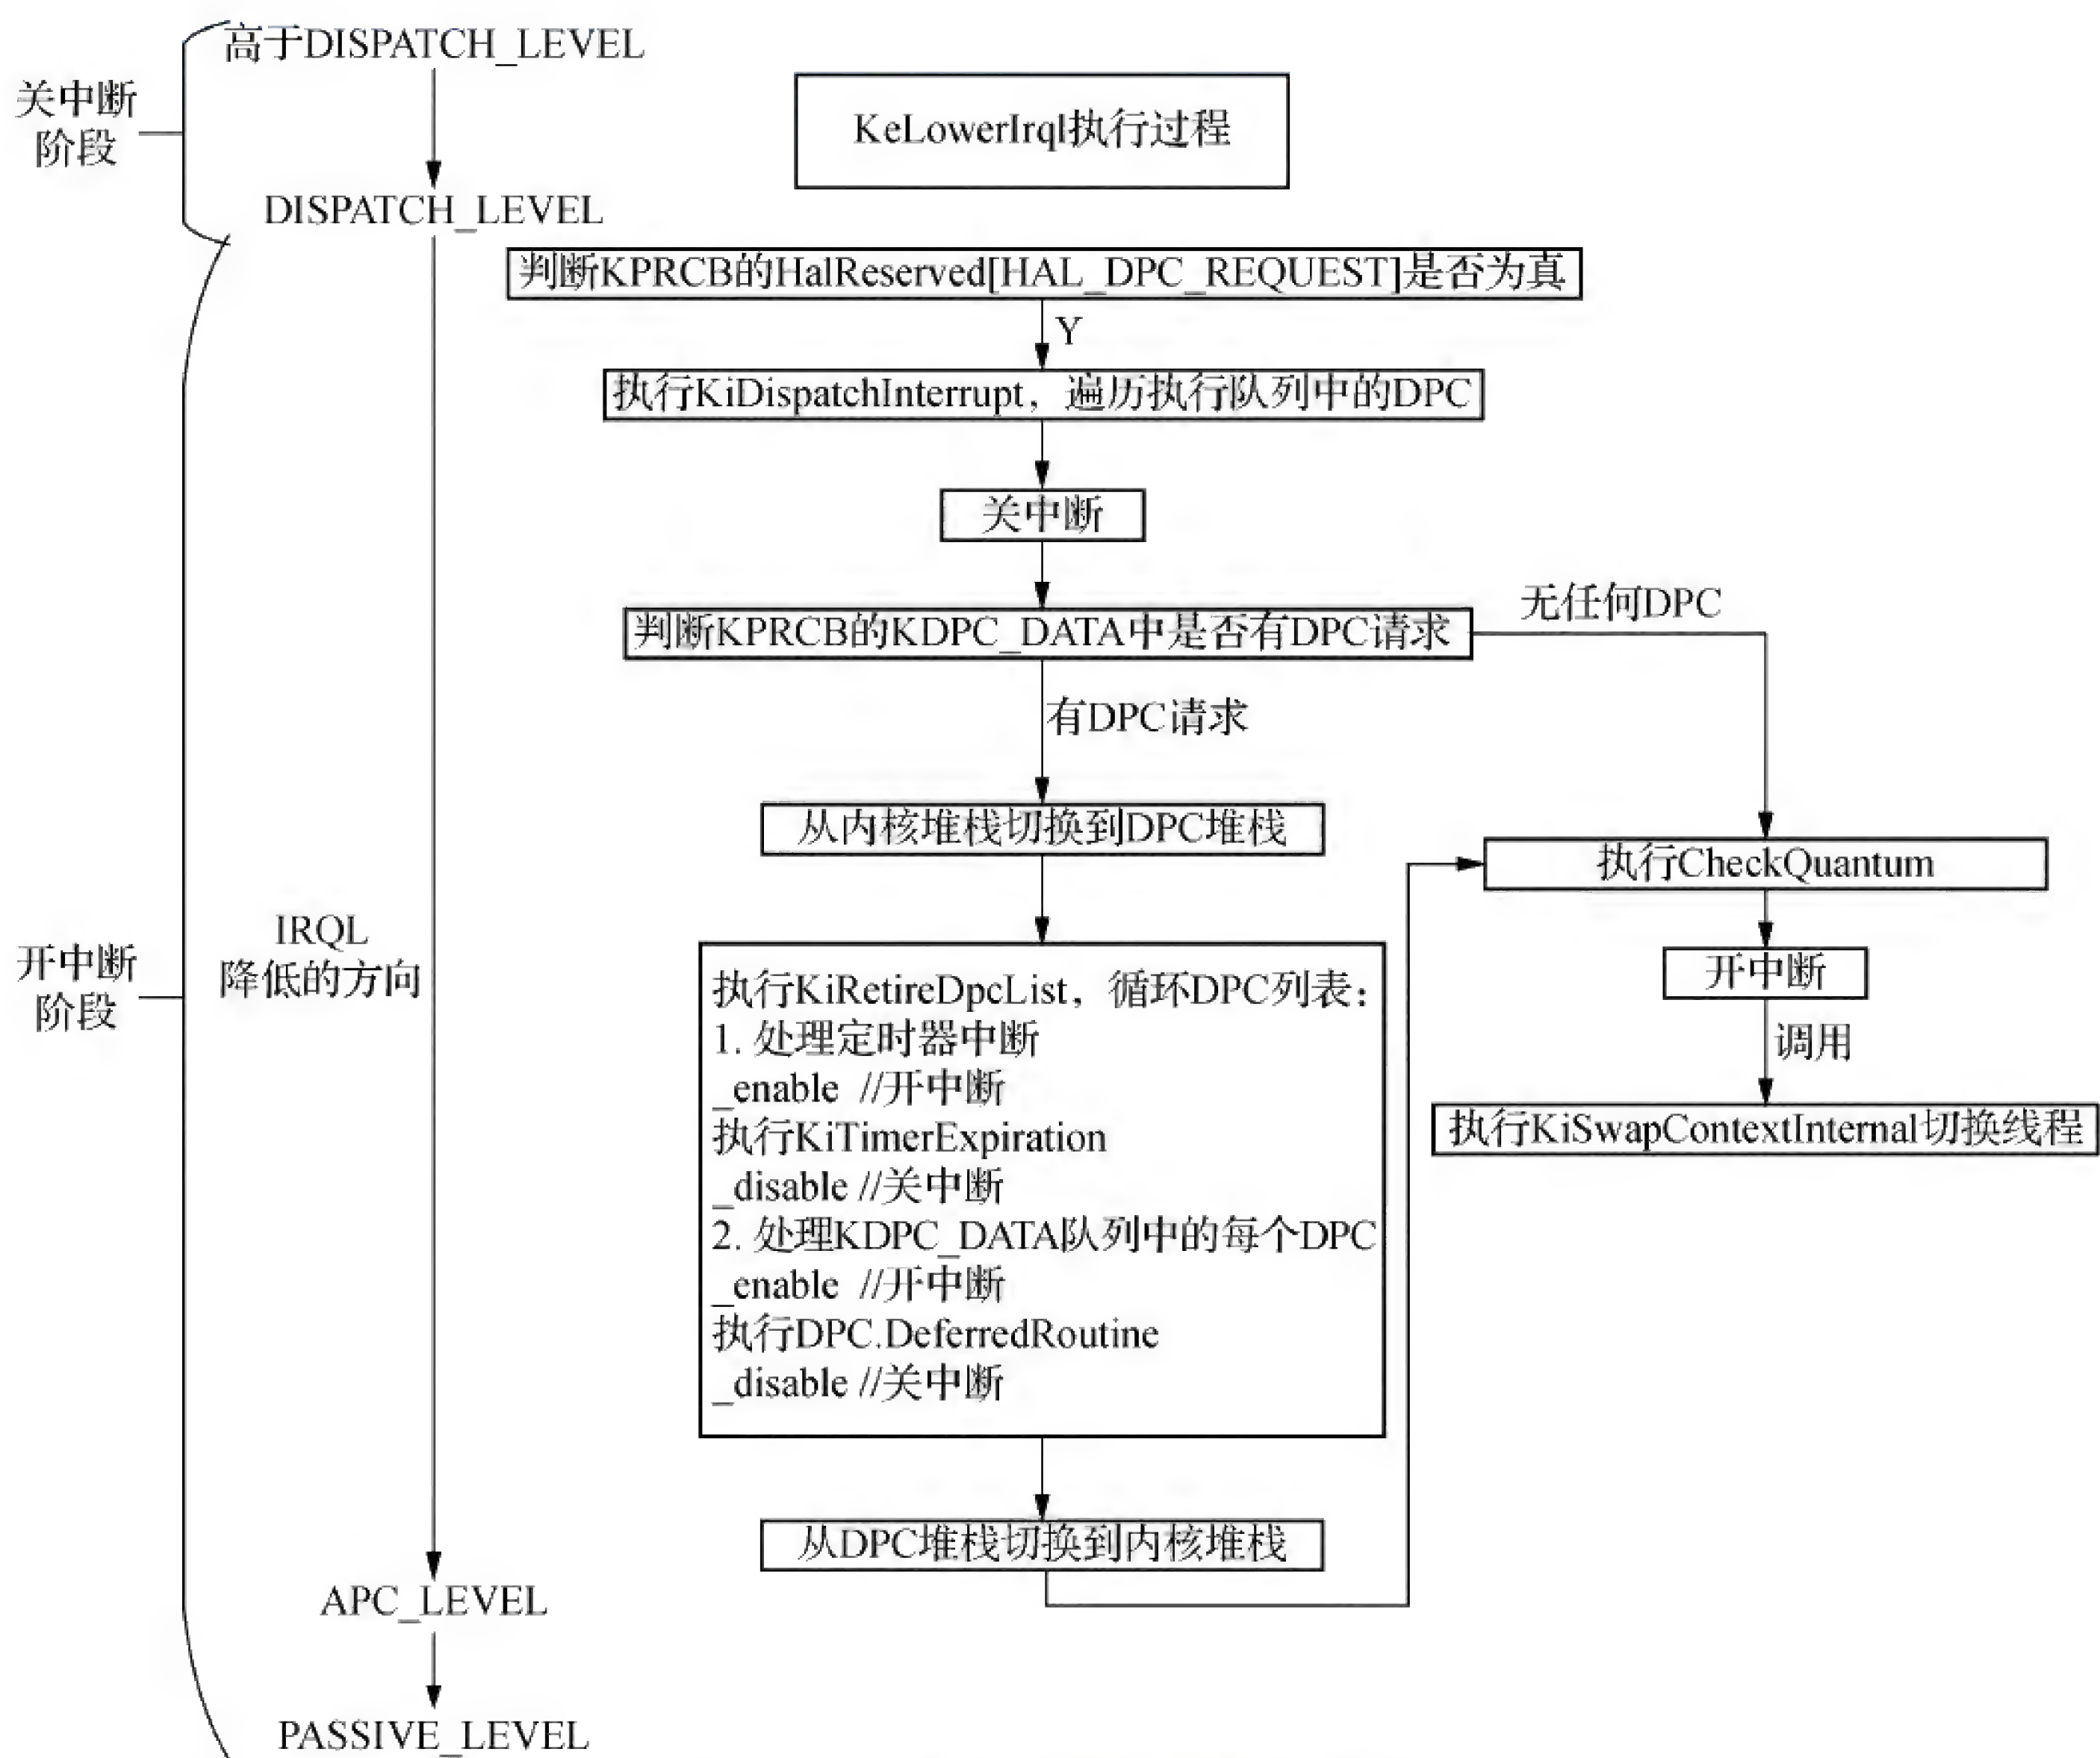 高于DISPATCH_LEVEL
关中断
阶段
KeLowerIrql执行过程
DISPATCH_LEVEL
判断KPRCB的HalReserved[HAL_DPC_REQUEST]是否为真
Y
执行KiDispatchInterrupt，遍历执行队列中的DPC
关中断
判断KPRCB的KDPC_DATA中是否有DPC请求
无任何DPC
有DPC请求
从内核堆栈切换到DPC堆栈
执行CheckQuantum
开中断
调用
执行KiSwapContextInternal切换线程
开中断
阶段
IRQL
降低的方向
执行KiRetireDpcList，循环DPC列表：
1. 处理定时器中断
_enable //开中断
执行KiTimerExpiration
_disable //关中断
2. 处理KDPC_DATA队列中的每个DPC
_enable //开中断
执行DPC.DeferredRoutine
_disable //关中断
从DPC堆栈切换到内核堆栈
APC_LEVEL
PASSIVE_LEVEL